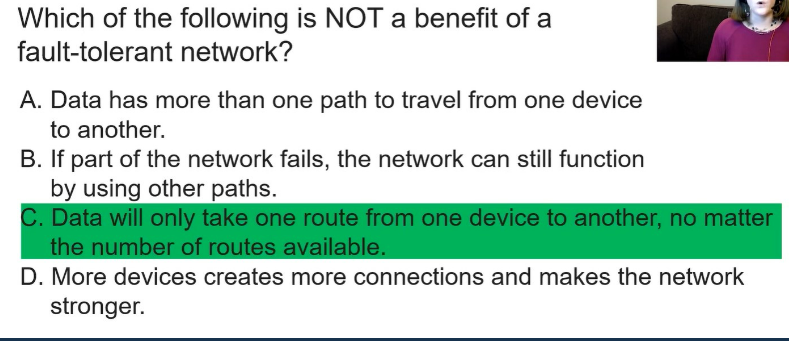 Which of the following is NOT a benefit of a
fault-tolerant network?
A. Data has more than one path to travel from one device
to another.
B. If part of the network fails, the network can still function
by using other paths.
C. Data will only take one route from one device to another, no matter
the number of routes available.
D. More devices creates more connections and makes the network
stronger.